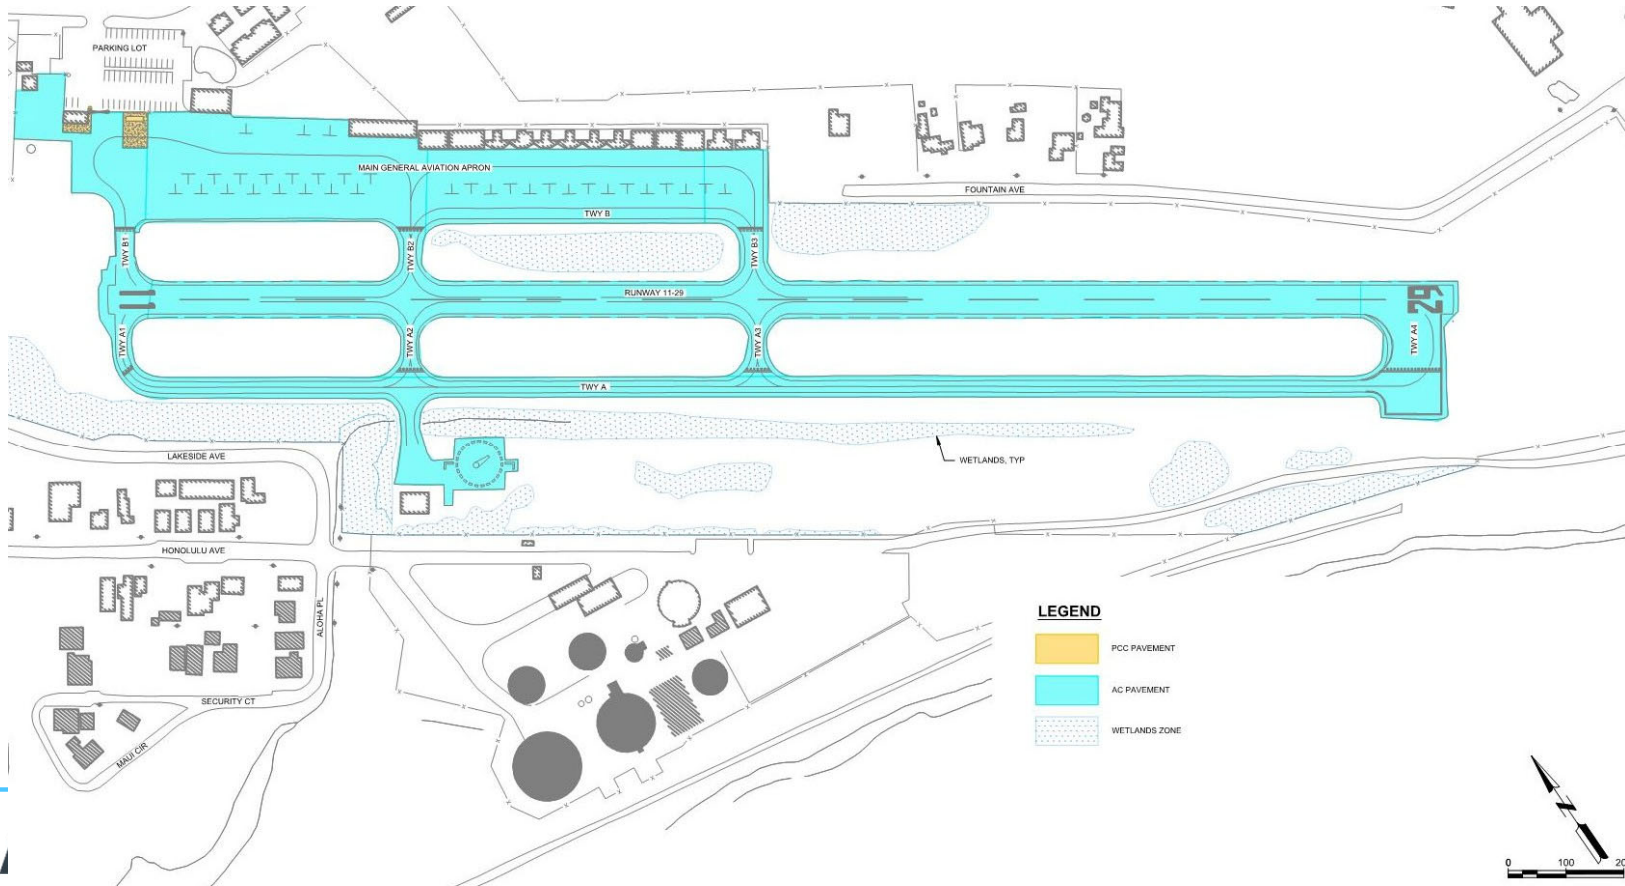 PARKING LOT
MAIN GENERAL AVIATION APRON
FOUNTAIN AVE
TWY B
TWY B1
TWY B2
TWY B3
RUNWAY 11-29
11
29
TWY A1
TWY A2
TWY A3
TWY A4
TWY A
WETLANDS, TYP
LAKESIDE AVE
HONOLULU AVE
ALOHA PL
SECURITY CT
MAUI CIR
LEGEND
PCC PAVEMENT
AC PAVEMENT
WETLANDS ZONE
N
0 100 20